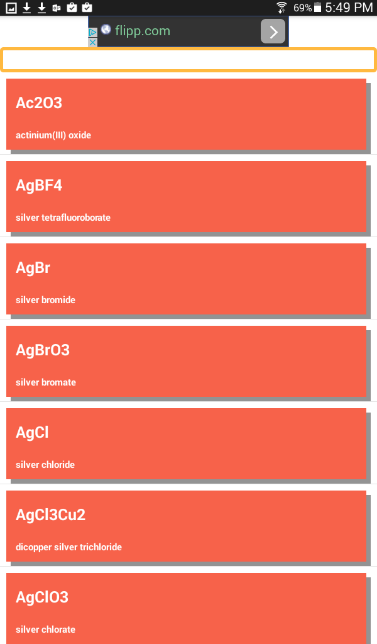 69% 5:49 PM
flipp.com
Ac2O3
actinium(III) oxide
AgBF4
silver tetrafluoroborate
AgBr
silver bromide
AgBrO3
silver bromate
AgCl
silver chloride
AgCl3Cu2
dicopper silver trichloride
AgClO3
silver chlorate